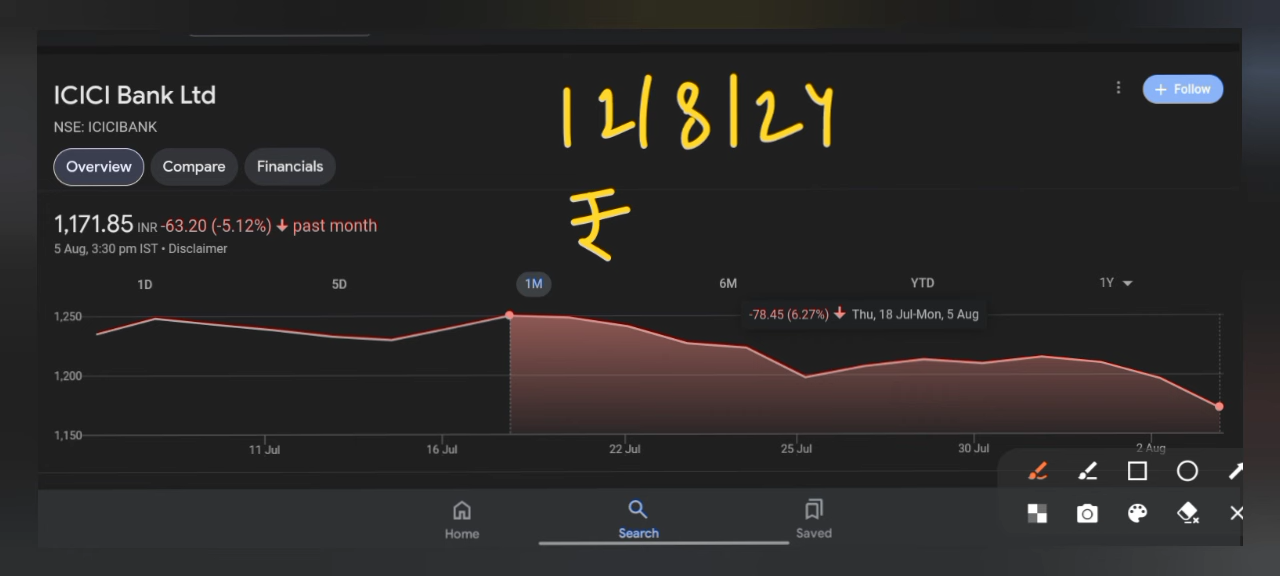 ICICI Bank Ltd
12/8/24
+ Follow
NSE: ICICIBANK
Overview
Compare
Financials
₹
1,171.85 INR -63.20 (-5.12%) ↓ past month
5 Aug, 3:30 pm IST • Disclaimer
1D
5D
1M
6M
YTD
1Y
-78.45 (6.27%) ↓ Thu, 18 Jul-Mon, 5 Aug
1,250
1,200
1,150
11 Jul
16 Jul
22 Jul
25 Jul
30 Jul
2 Aug
Home
Search
Saved